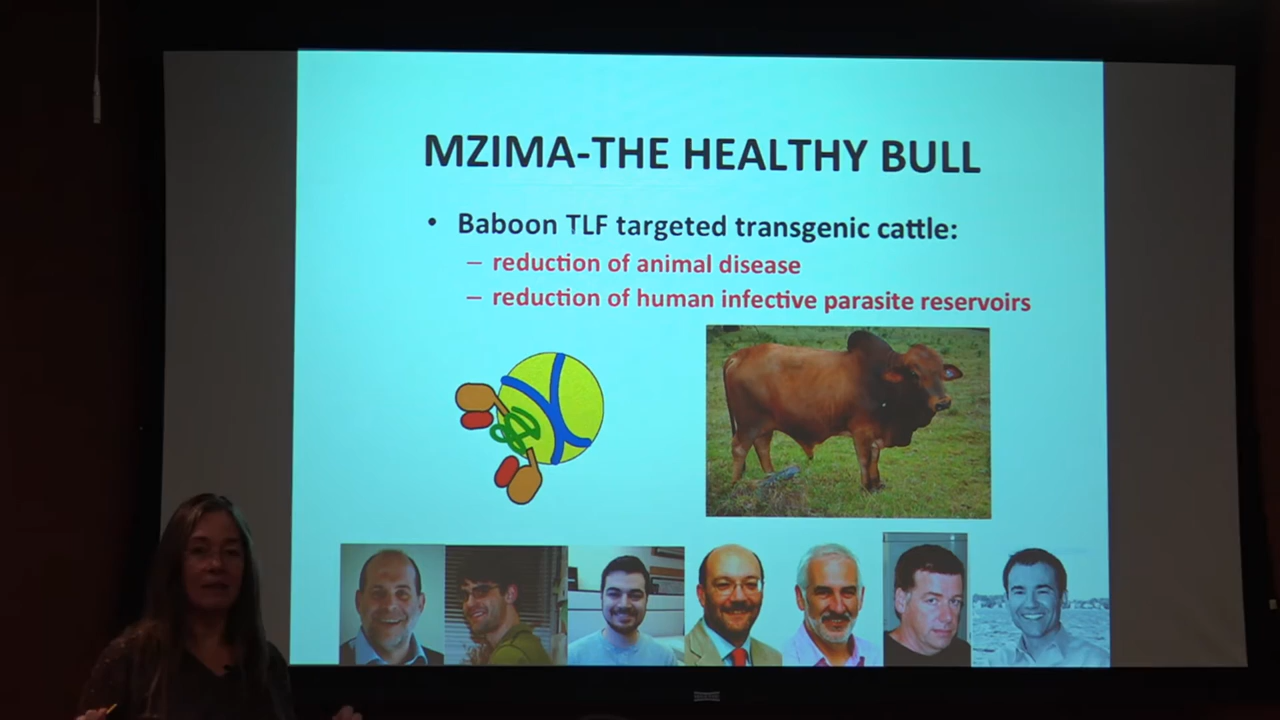 MZIMA-THE HEALTHY BULL
• Baboon TLF targeted transgenic cattle:
– reduction of animal disease
– reduction of human infective parasite reservoirs